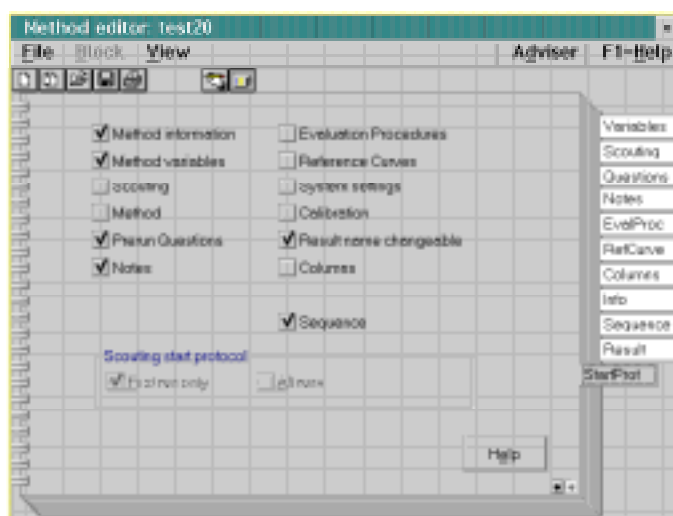 Method editor: test20
File Block View Adviser F1-Help
Method information Evaluation Procedures
Method variables Reference Curves
Scouting System settings
Method Calibration
Prerun Questions Result name changeable
Notes Columns
Sequence
Scouting start protocol
First run only All runs
Help
Variables
Scouting
Questions
Notes
EvalProc
RefCurve
Columns
Info
Sequence
Result
StartProt